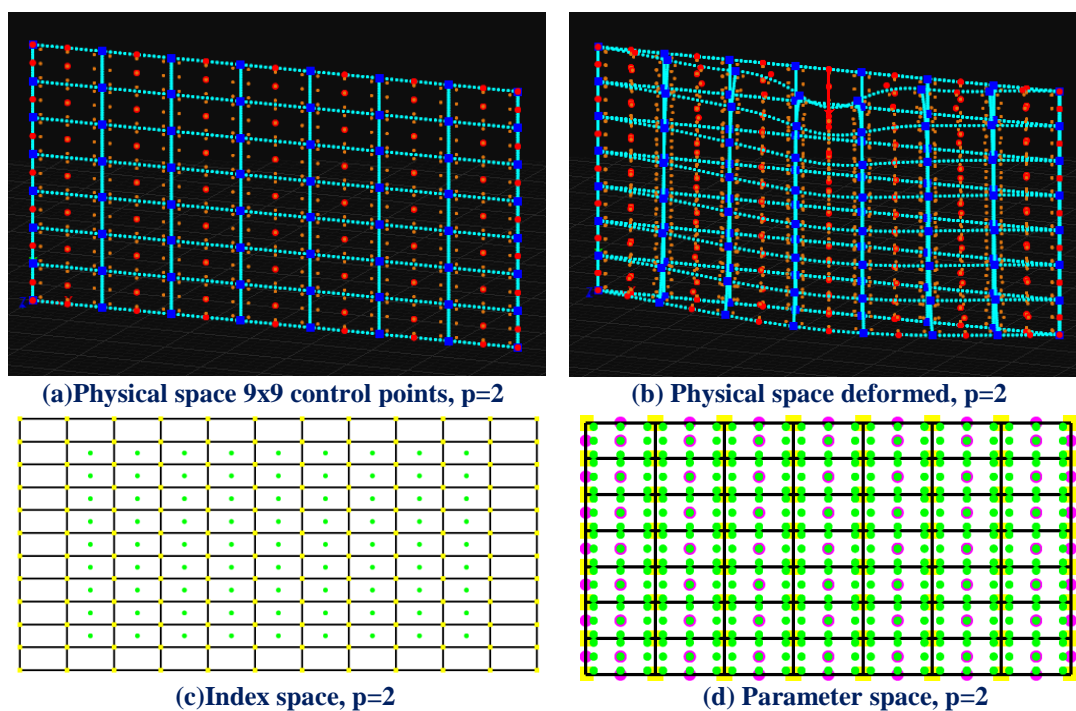 (a)Physical space 9x9 control points, p=2
(b) Physical space deformed, p=2
(c)Index space, p=2
(d) Parameter space, p=2